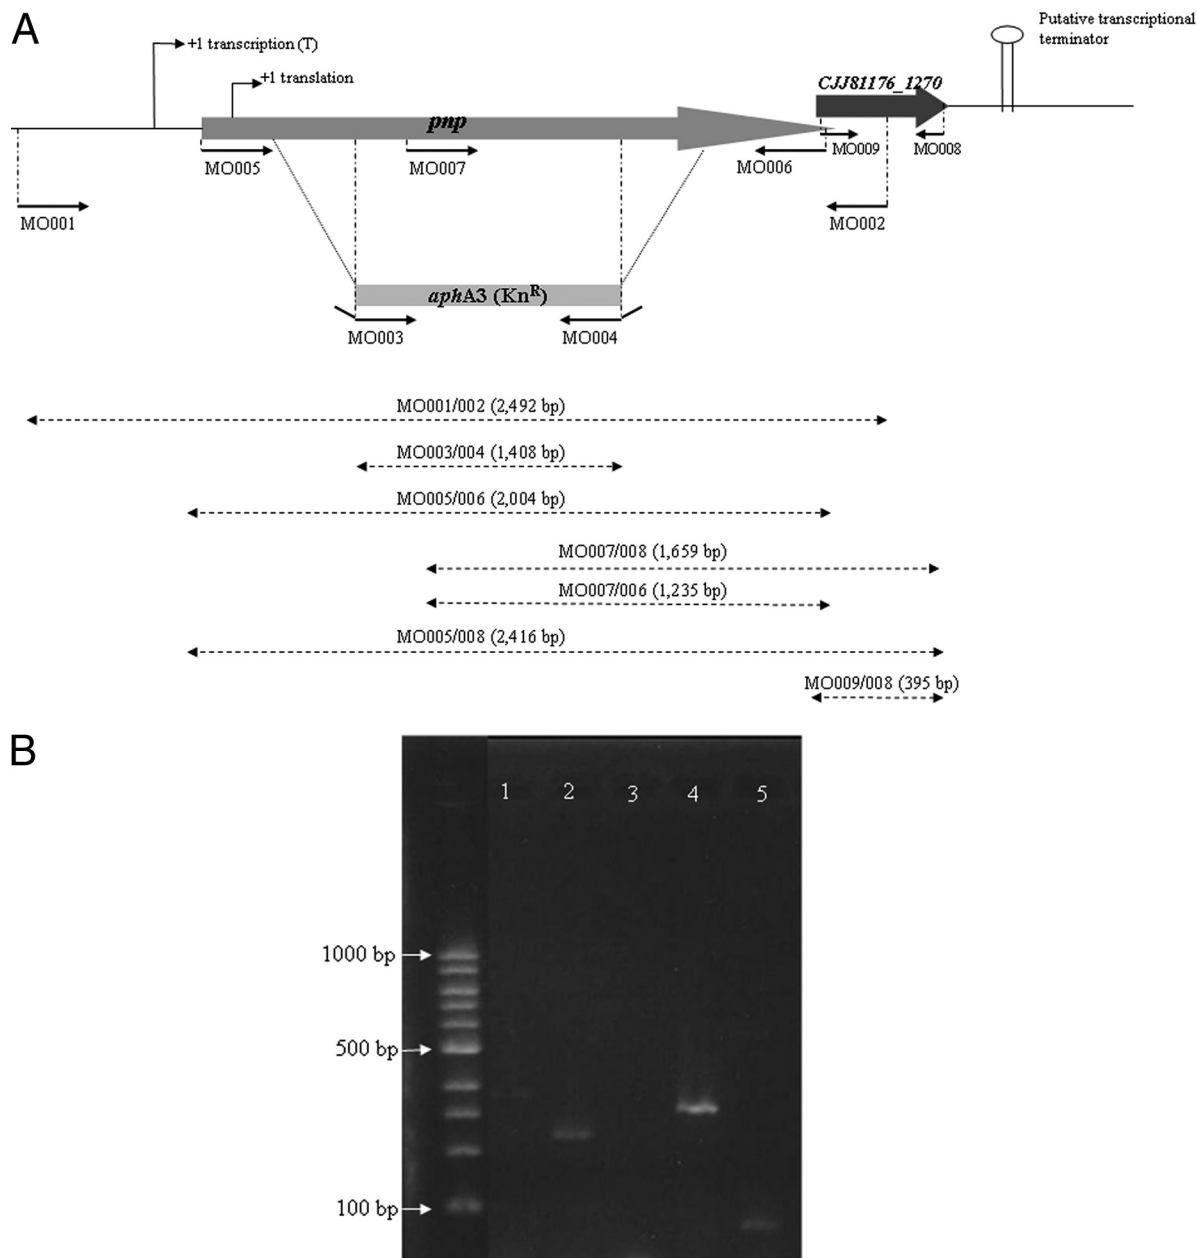 A
Putative transcriptional
terminator
+1 transcription (T)
+1 translation
CJJ81176_1270
pnp
MO005
MO007
MO006
MO009
MO008
MO001
MO002
aphA3 (Kn^R)
MO003
MO004
MO001/002 (2,492 bp)
MO003/004 (1,408 bp)
MO005/006 (2,004 bp)
MO007/008 (1,659 bp)
MO007/006 (1,235 bp)
MO005/008 (2,416 bp)
MO009/008 (395 bp)
B
1 2 3 4 5
1000 bp
500 bp
100 bp